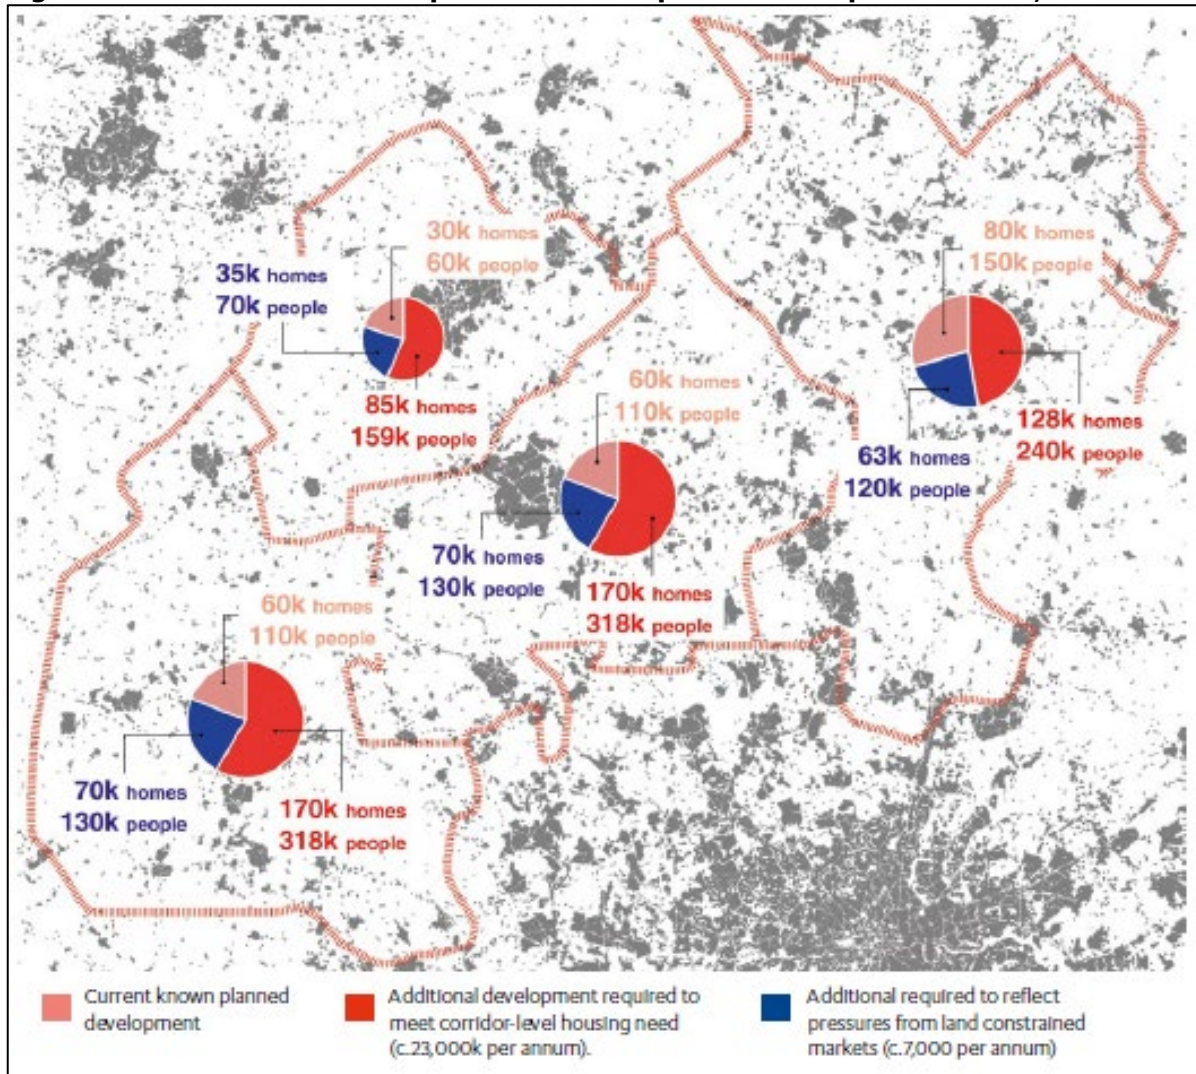 30k homes
60k people
35k homes
70k people
85k homes
159k people
80k homes
150k people
128k homes
240k people
63k homes
120k people
60k homes
110k people
70k homes
130k people
170k homes
318k people
60k homes
110k people
70k homes
130k people
170k homes
318k people
Current known planned
development
Additional development required to
meet corridor-level housing need
(c.23,000k per annum).
Additional required to reflect
pressures from land constrained
markets (c.7,000 per annum)